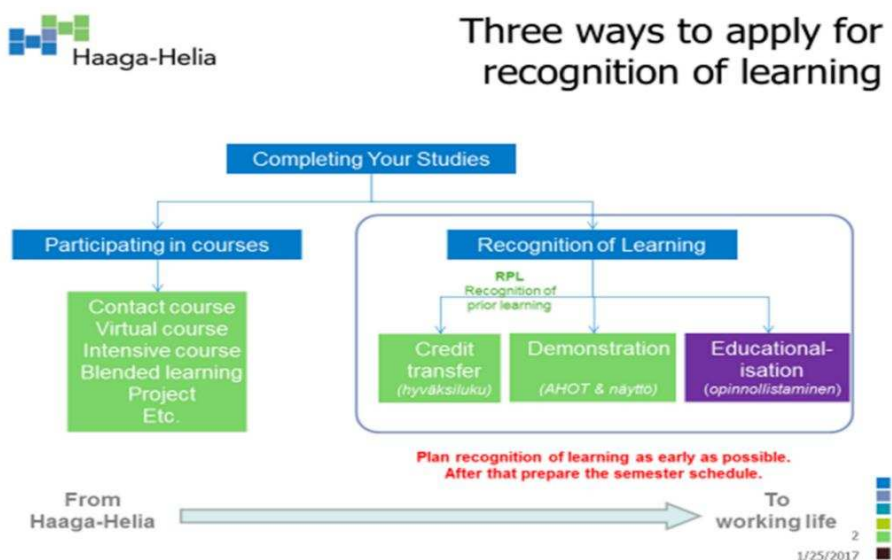 Haaga-Helia
Three ways to apply for
recognition of learning
Completing Your Studies
Participating in courses
Recognition of Learning
RPL
Recognition of
prior learning
Contact course
Virtual course
Intensive course
Blended learning
Project
Etc.
Credit
transfer
(hyväksiluku)
Demonstration
(AHOT & näyttö)
Educational-
isation
(opinnollistaminen)
Plan recognition of learning as early as possible.
After that prepare the semester schedule.
From
Haaga-Helia
To
working life
2
1/25/2017